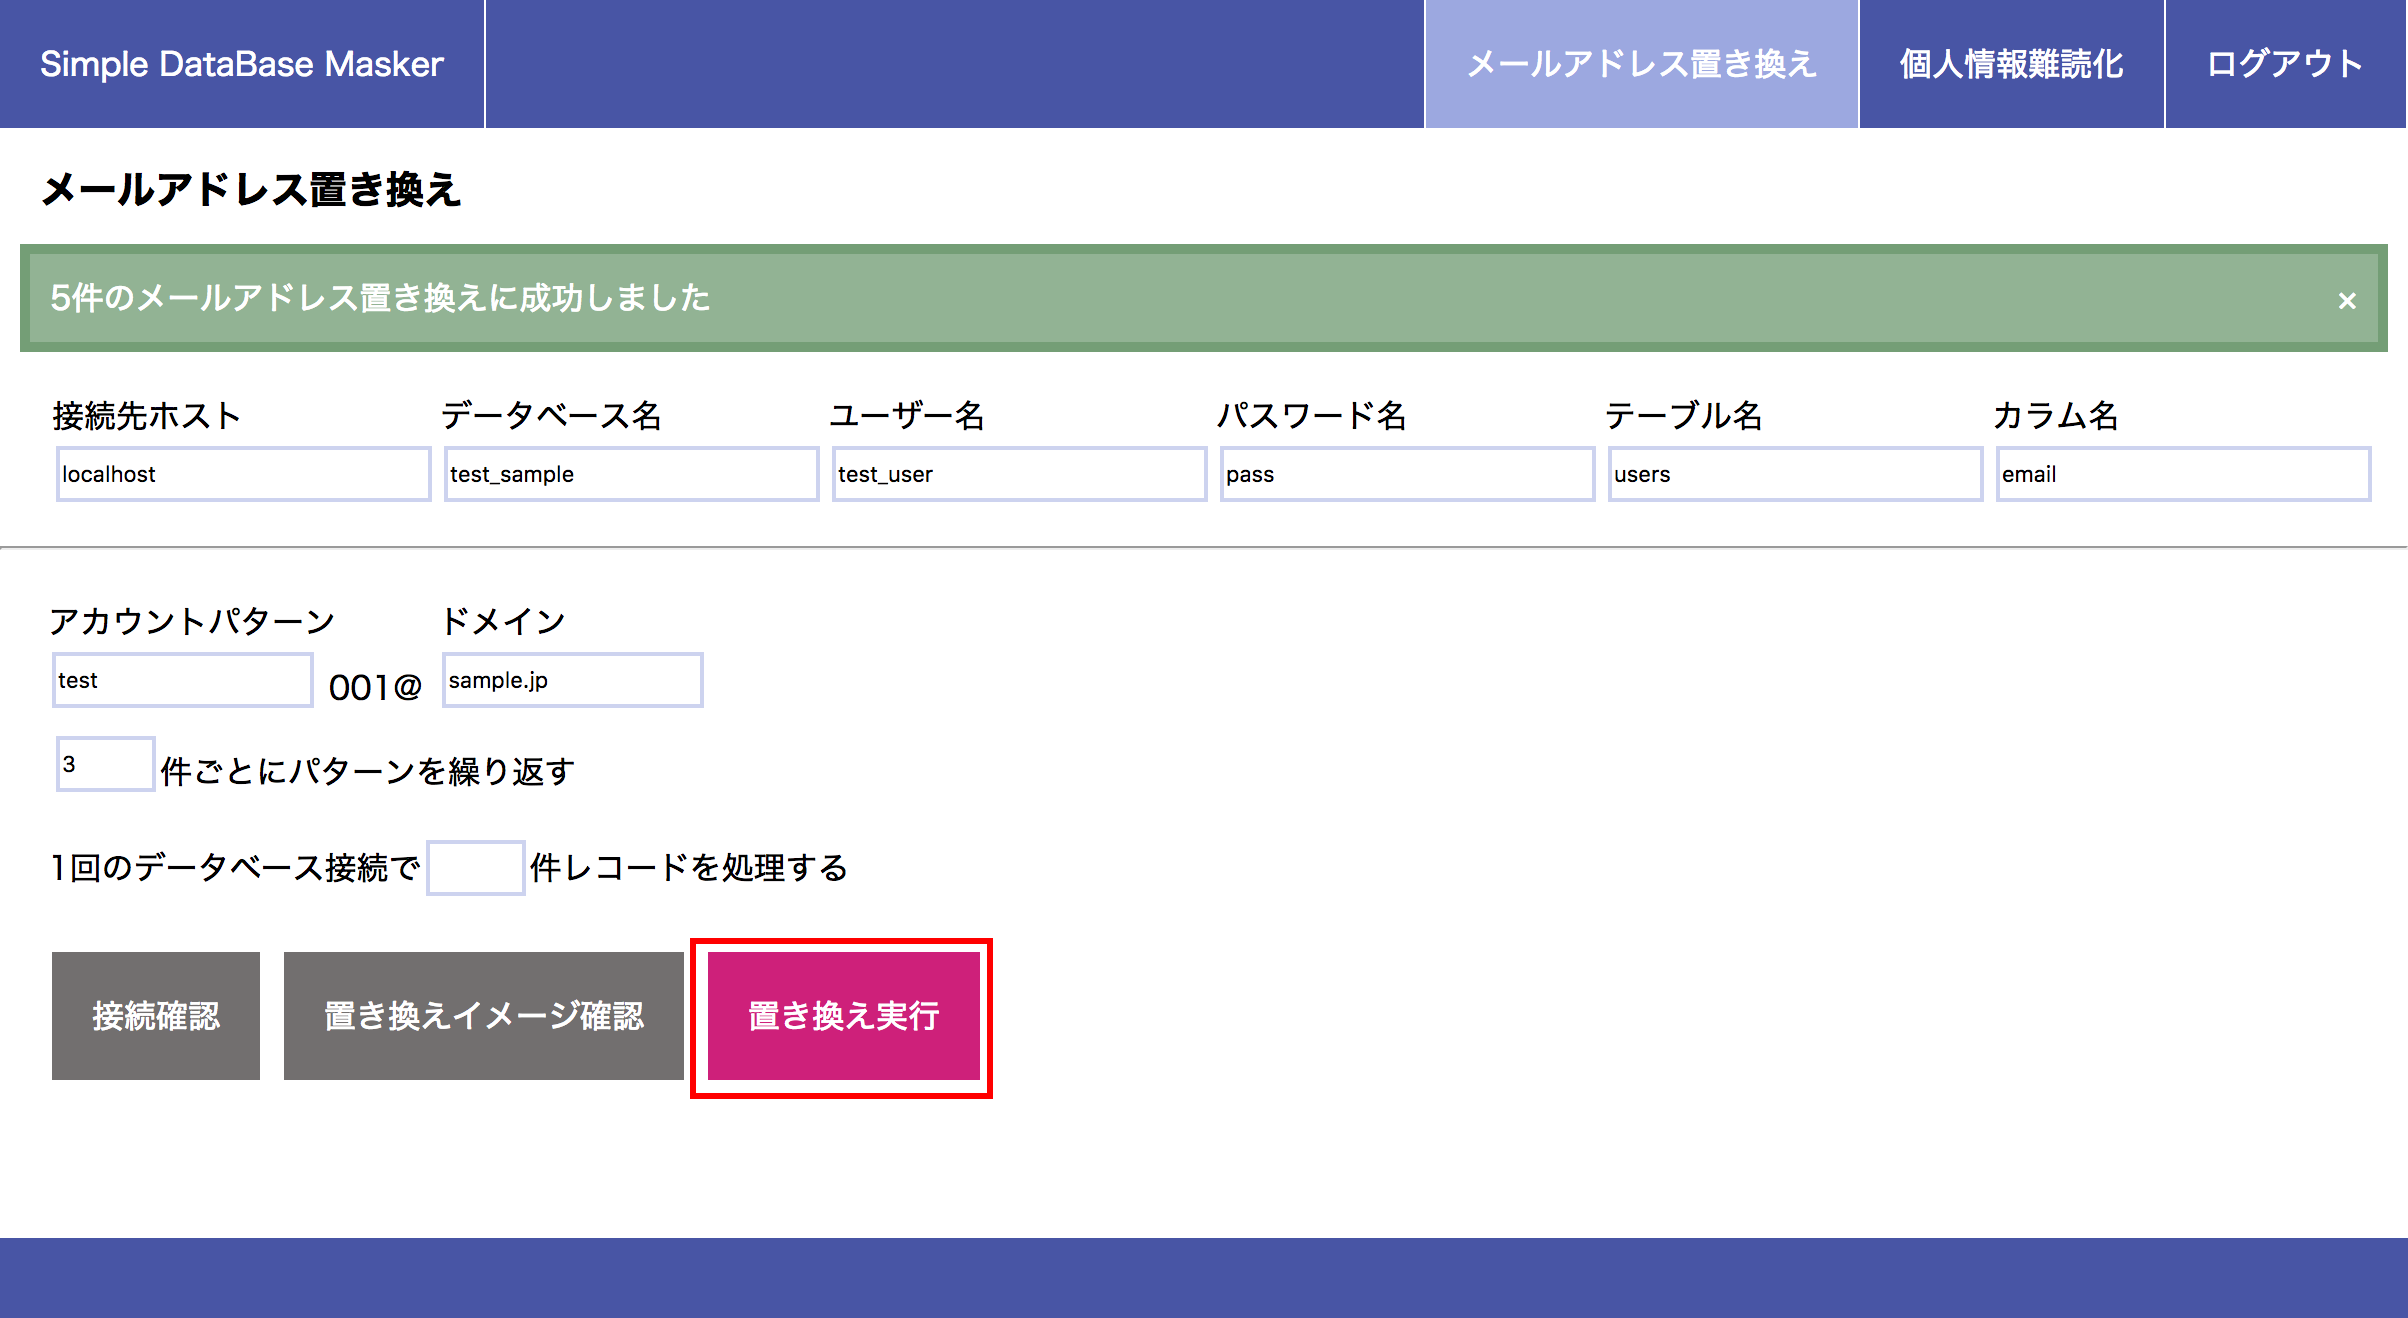 Simple DataBase Masker メールアドレス置き換え 個人情報難読化 ログアウト
メールアドレス置き換え
5件のメールアドレス置き換えに成功しました ×
接続先ホスト データベース名 ユーザー名 パスワード名 テーブル名 カラム名
localhost test_sample test_user pass users email
アカウントパターン ドメイン
test 001@ sample.jp
3 件ごとにパターンを繰り返す
1回のデータベース接続で 件レコードを処理する
接続確認 置き換えイメージ確認 置き換え実行